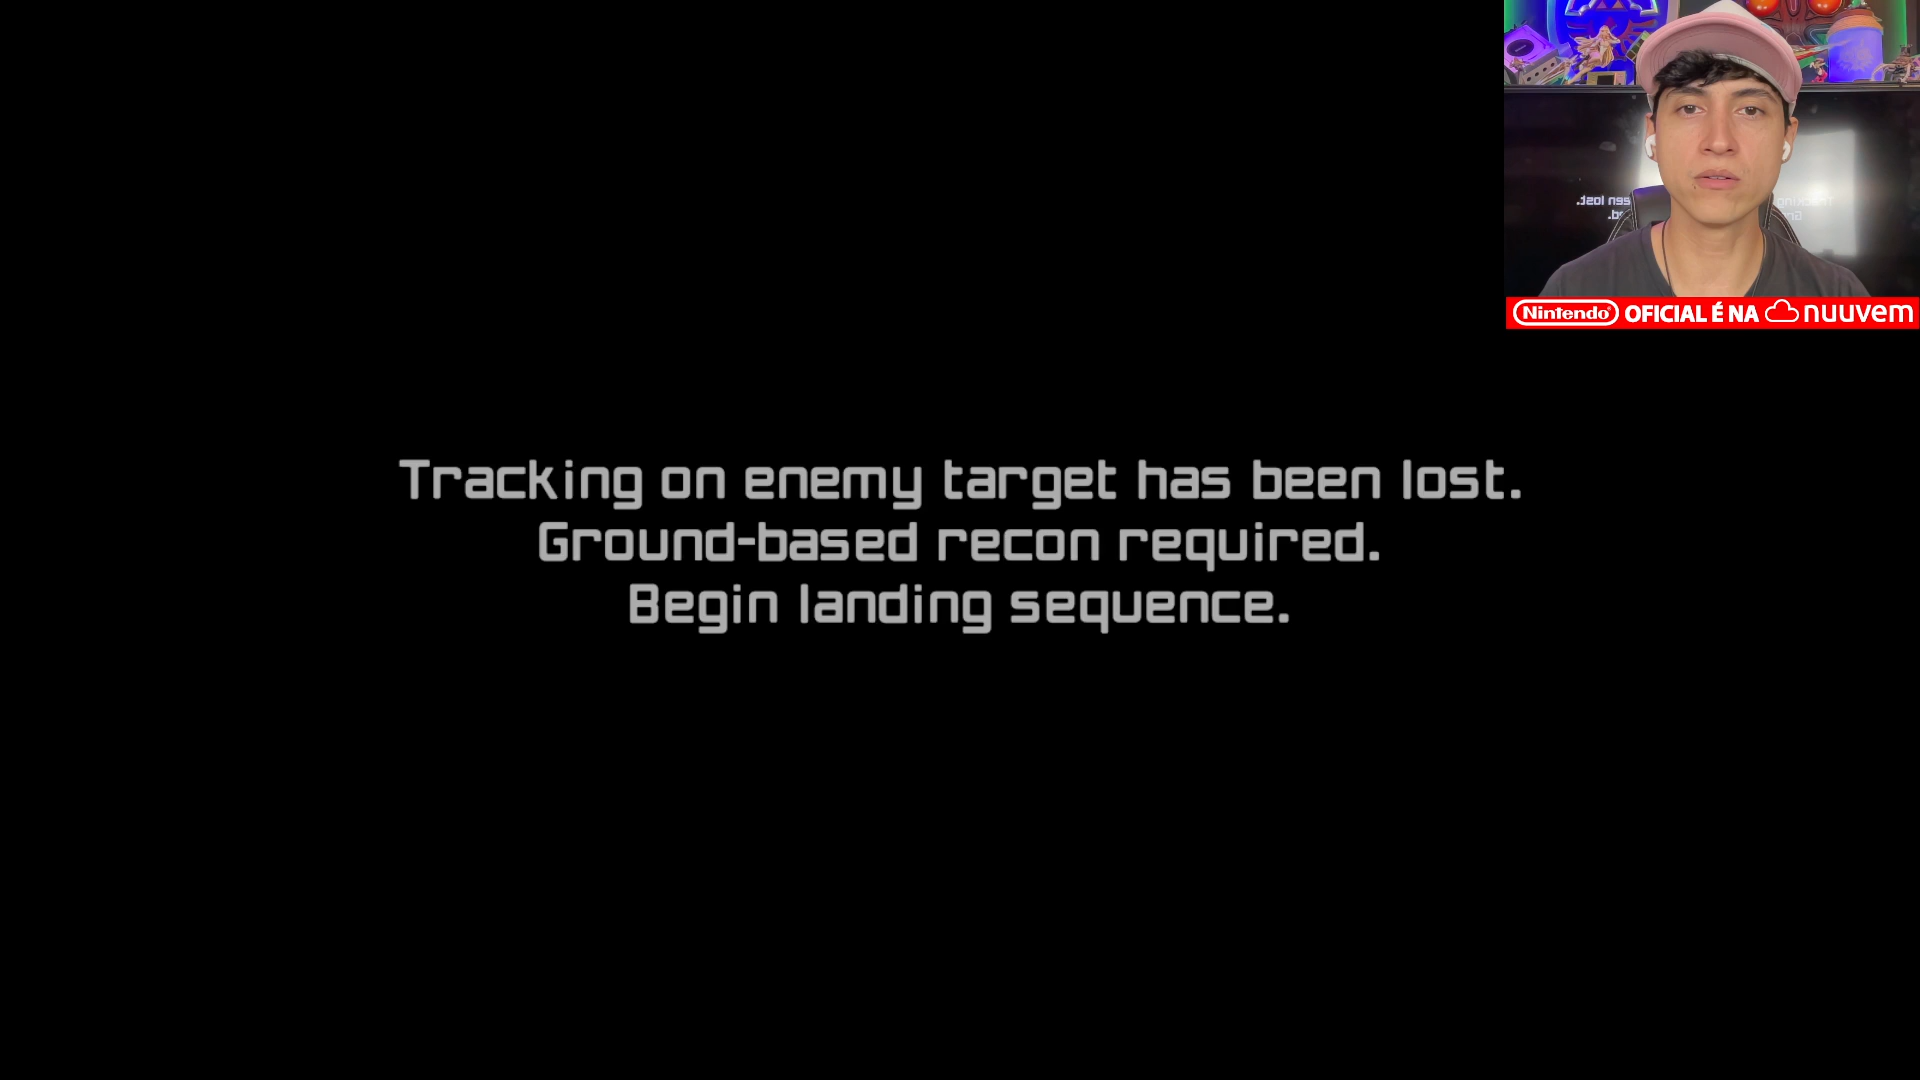 Tracking on enemy target has been lost.
Ground-based recon required.
Begin landing sequence.
Nintendo OFICIAL É NA nuuvem